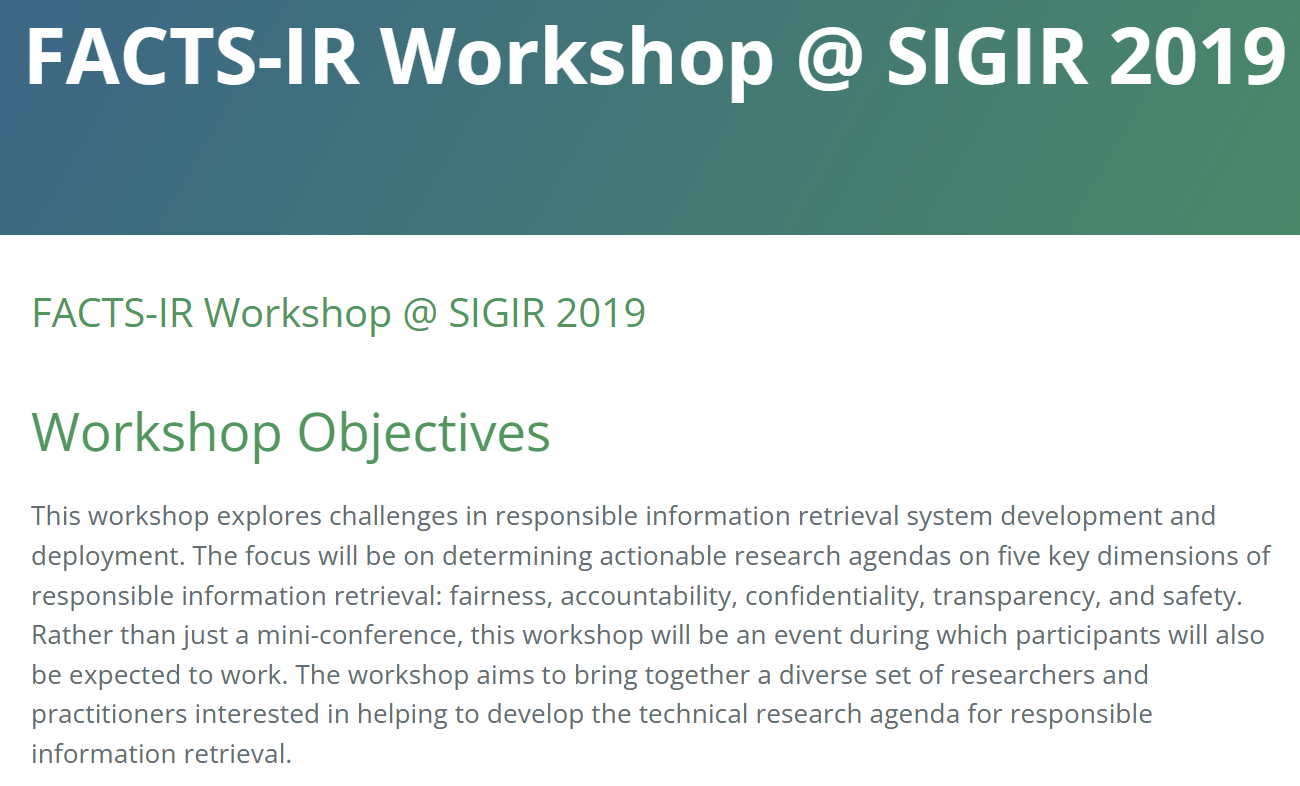 FACTS-IR Workshop @ SIGIR 2019
FACTS-IR Workshop @ SIGIR 2019
Workshop Objectives
This workshop explores challenges in responsible information retrieval system development and
deployment. The focus will be on determining actionable research agendas on five key dimensions of
responsible information retrieval: fairness, accountability, confidentiality, transparency, and safety.
Rather than just a mini-conference, this workshop will be an event during which participants will also
be expected to work. The workshop aims to bring together a diverse set of researchers and
practitioners interested in helping to develop the technical research agenda for responsible
information retrieval.